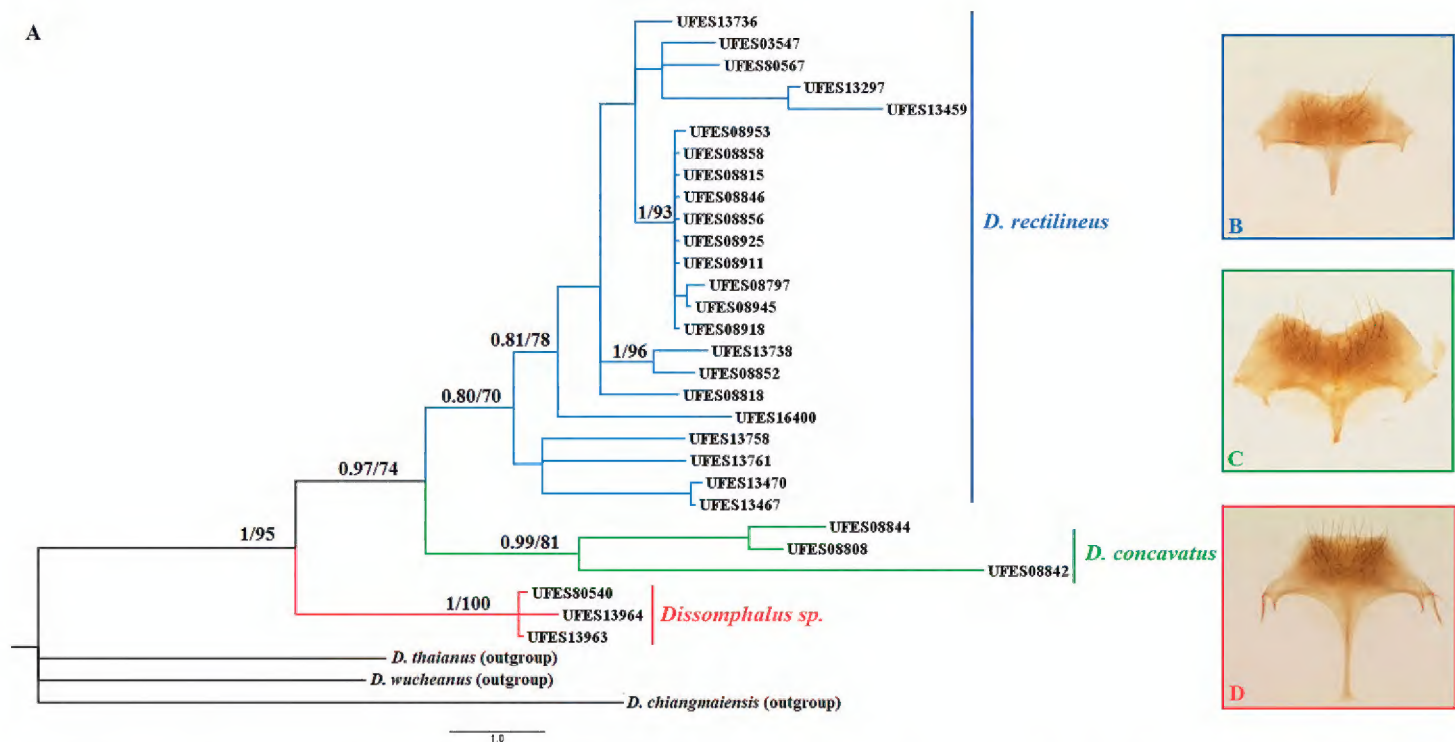 A
UFES13736
UFES03547
UFES80567
UFES13297
UFES13459
UFES08953
UFES08858
UFES08815
UFES08846
1/93
UFES08856
D. rectilineus
UFES08925
UFES08911
UFES08797
UFES08945
UFES08918
0.81/78
1/96
UFES13738
UFES08852
0.80/70
UFES08818
UFES16400
UFES13758
UFES13761
0.97/74
UFES13470
UFES13467
1/95
0.99/81
UFES08844
UFES08808
D. concavatus
UFES08842
1/100
UFES80540
UFES13964
Dissomphalus sp.
UFES13963
D. thaianus (outgroup)
D. wucheanus (outgroup)
D. chiangmaiensis (outgroup)
1.0
B
C
D